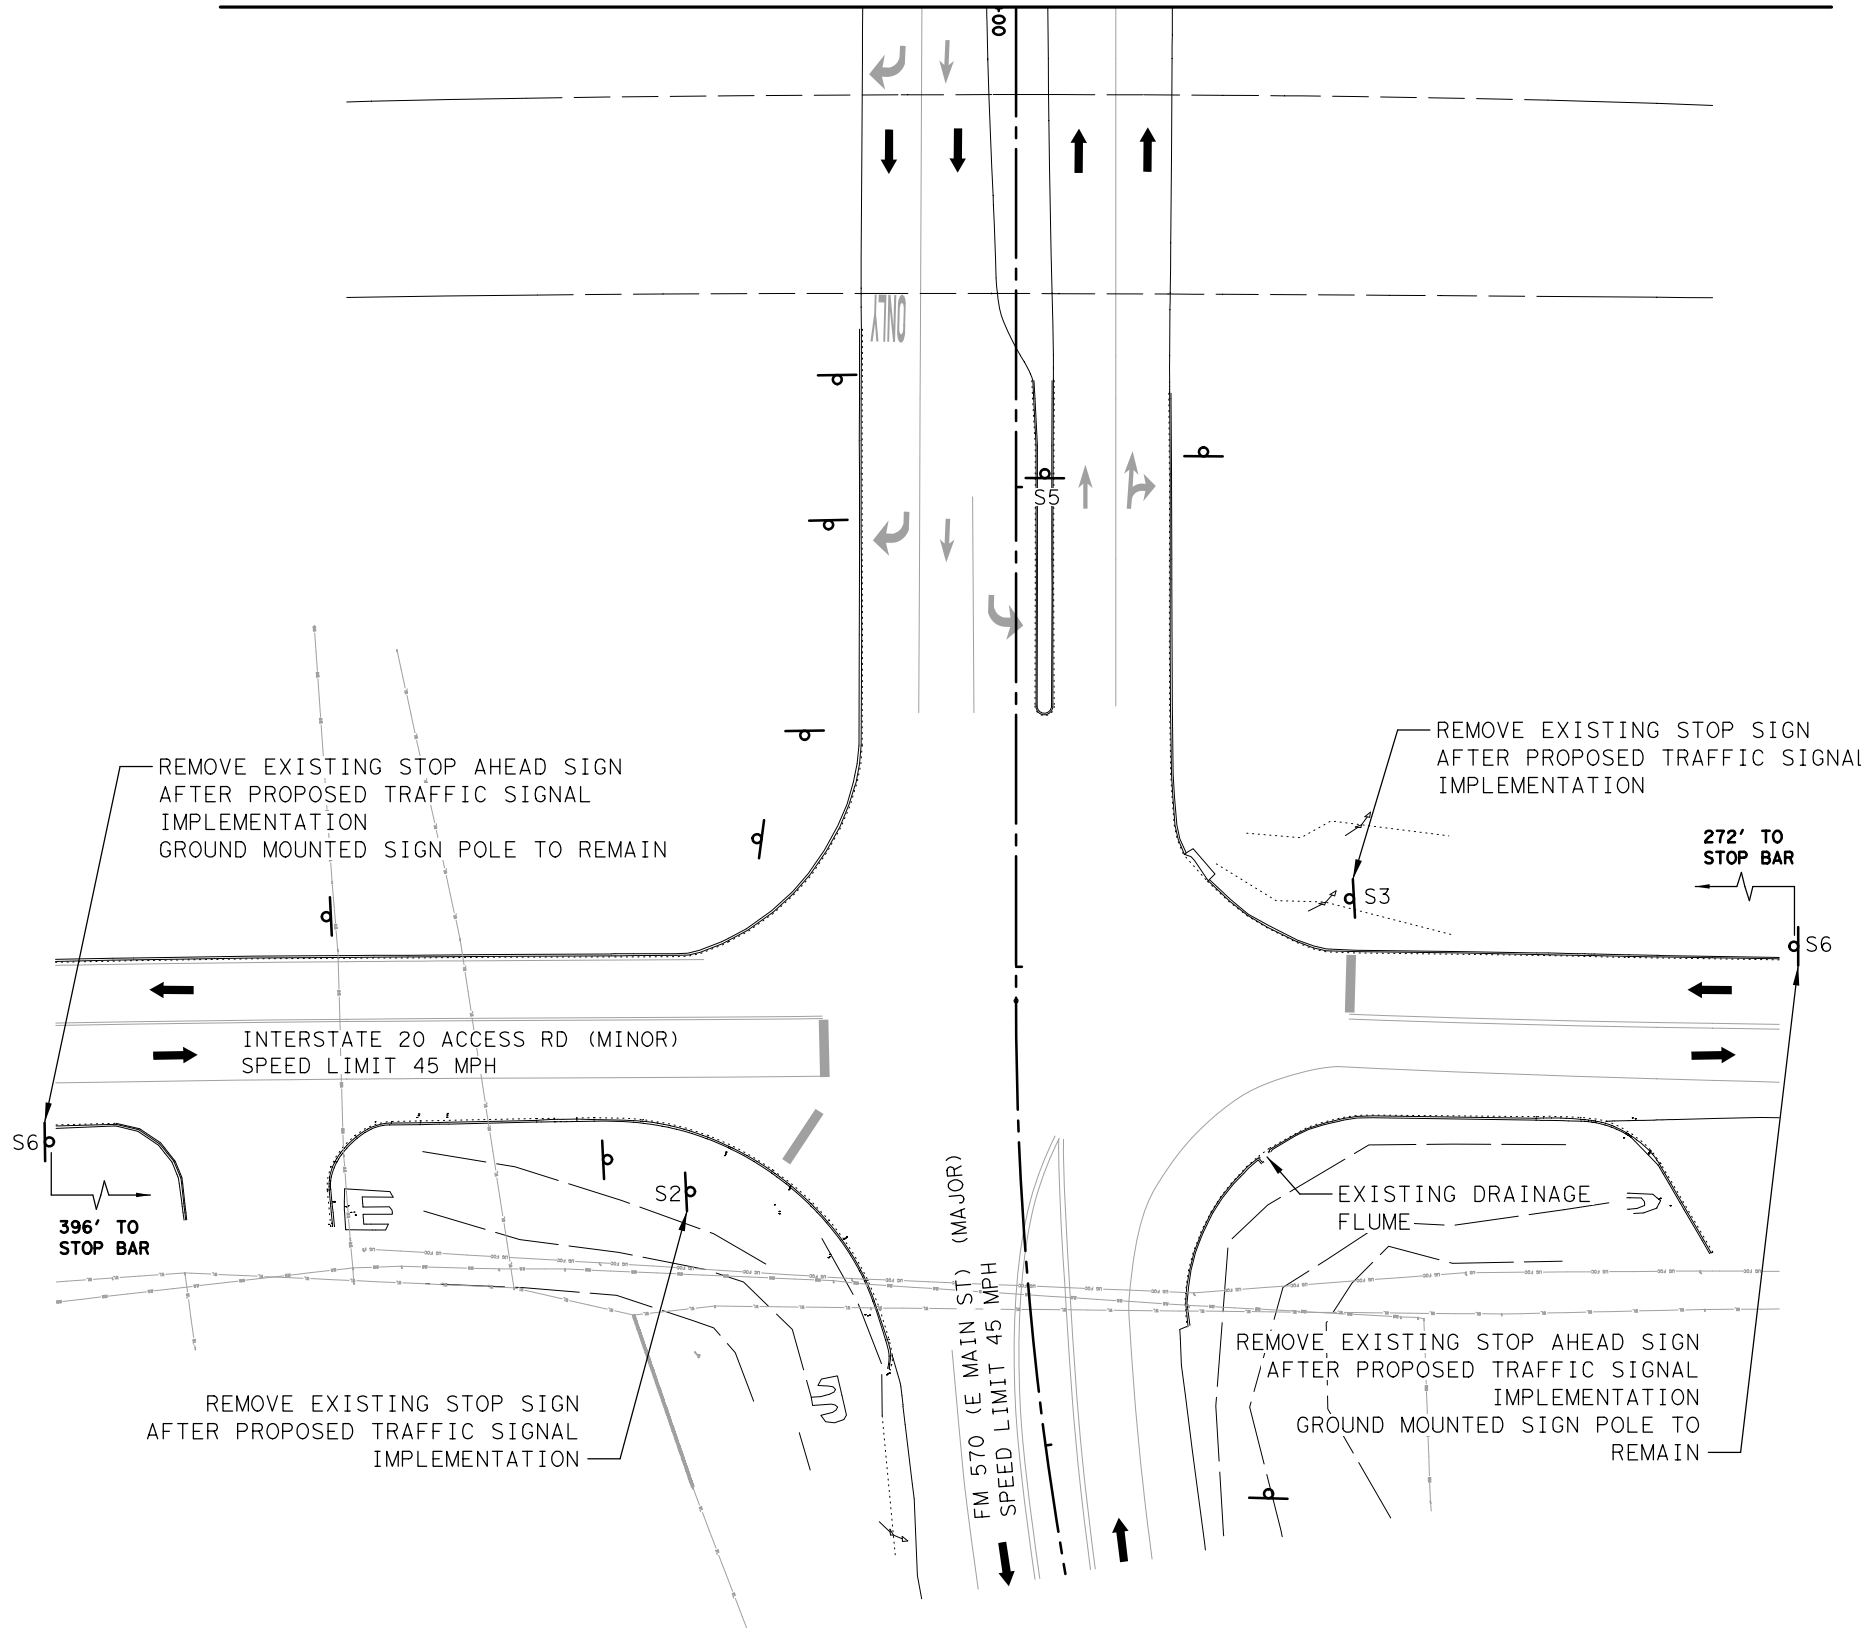 00
ONLY
S5
REMOVE EXISTING STOP SIGN
AFTER PROPOSED TRAFFIC SIGNAL
IMPLEMENTATION
REMOVE EXISTING STOP AHEAD SIGN
AFTER PROPOSED TRAFFIC SIGNAL
IMPLEMENTATION
GROUND MOUNTED SIGN POLE TO REMAIN
272' TO
STOP BAR
S3
S6
INTERSTATE 20 ACCESS RD (MINOR)
SPEED LIMIT 45 MPH
S6
396' TO
STOP BAR
S2
EXISTING DRAINAGE
FLUME
FM 570 (E MAIN ST) (MAJOR)
SPEED LIMIT 45 MPH
REMOVE EXISTING STOP SIGN
AFTER PROPOSED TRAFFIC SIGNAL
IMPLEMENTATION
REMOVE EXISTING STOP AHEAD SIGN
AFTER PROPOSED TRAFFIC SIGNAL
IMPLEMENTATION
GROUND MOUNTED SIGN POLE TO
REMAIN